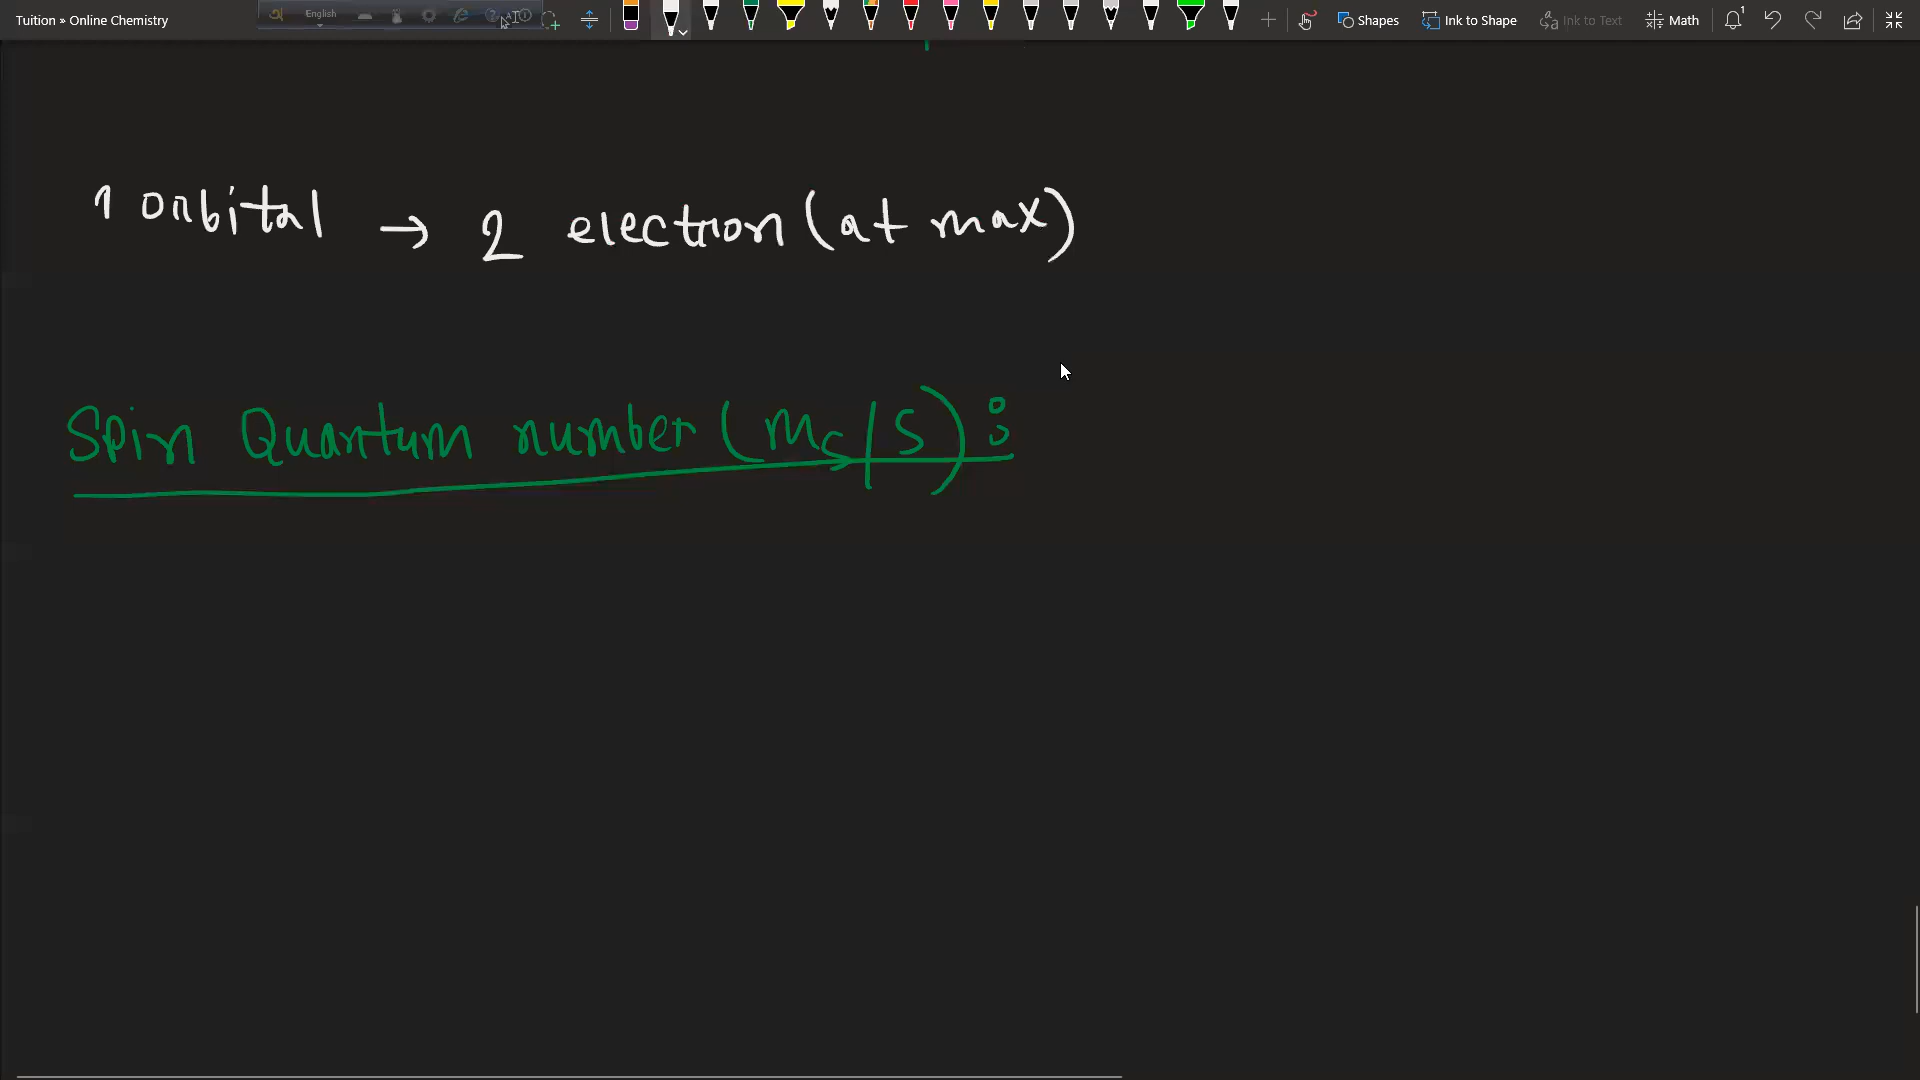 Tuition » Online Chemistry
English
Shapes
Ink to Shape
Ink to Text
Math
1 orbital → 2 electron (at max)
Spin Quantum number (ms/s) :